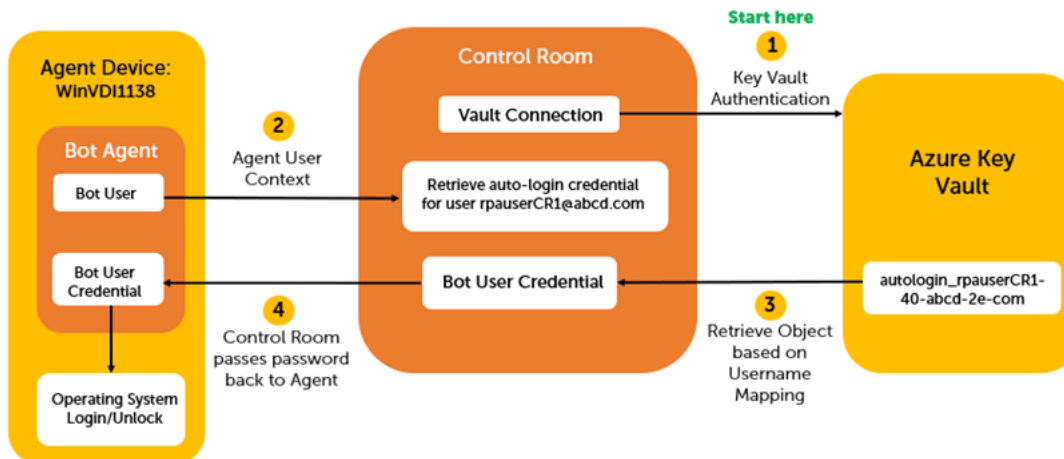 Start here
1
Key Vault
Authentication
Agent Device:
WinVDI1138
Bot Agent
Bot User
2
Agent User
Context
Control Room
Vault Connection
Retrieve auto-login credential
for user rpauserCR1@abcd.com
Azure Key
Vault
Bot User
Credential
4
Control Room
passes password
back to Agent
Bot User Credential
3
Retrieve Object
based on
Username
Mapping
autologin_rpauserCR1-
40-abcd-2e-com
Operating System
Login/Unlock